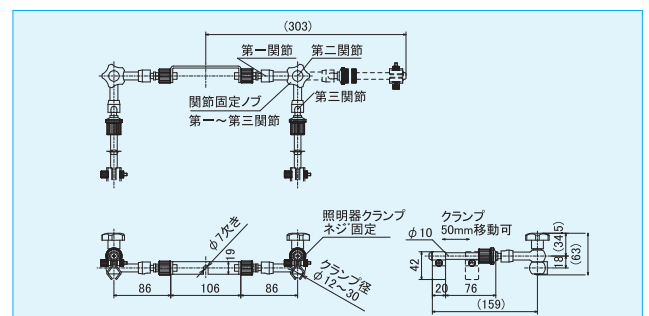 (303)
第一関節
第二関節
関節固定ノブ
第一～第三関節
第三関節
照明器クランプ
ネジ固定
クランプ
50mm移動可
φ10
φ7欠き
19
クランプ径
φ12～30
86
106
86
42
20
76
(159)
18
(34.5)
(63)